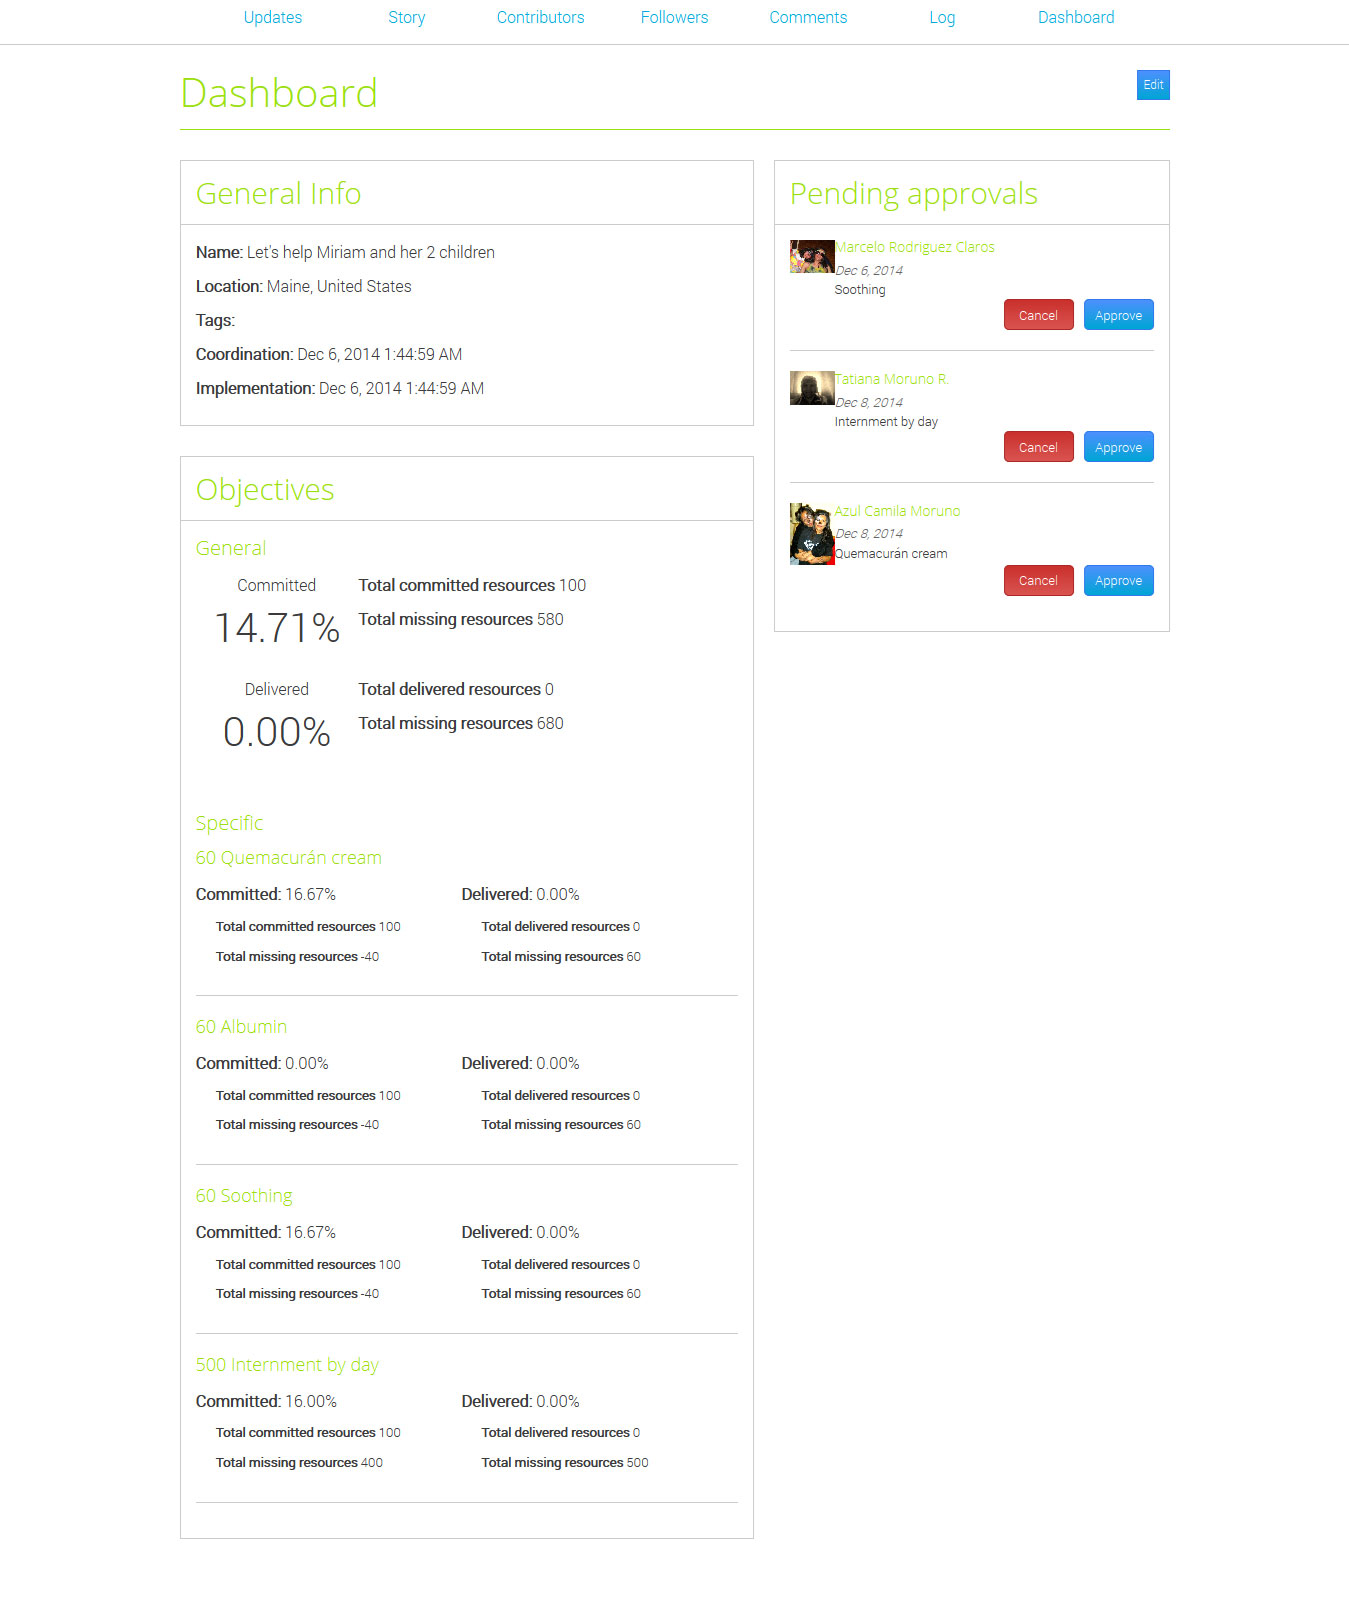 Updates Story Contributors Followers Comments Log Dashboard
Dashboard
Edit
General Info
Name: Let's help Miriam and her 2 children
Location: Maine, United States
Tags:
Coordination: Dec 6, 2014 1:44:59 AM
Implementation: Dec 6, 2014 1:44:59 AM
Objectives
General
Committed
14.71%
Total committed resources 100
Total missing resources 580
Delivered
0.00%
Total delivered resources 0
Total missing resources 680
Specific
60 Quemacurán cream
Committed: 16.67% Delivered: 0.00%
Total committed resources 100 Total delivered resources 0
Total missing resources -40 Total missing resources 60
60 Albumin
Committed: 0.00% Delivered: 0.00%
Total committed resources 100 Total delivered resources 0
Total missing resources -40 Total missing resources 60
60 Soothing
Committed: 16.67% Delivered: 0.00%
Total committed resources 100 Total delivered resources 0
Total missing resources -40 Total missing resources 60
500 Internment by day
Committed: 16.00% Delivered: 0.00%
Total committed resources 100 Total delivered resources 0
Total missing resources 400 Total missing resources 500
Pending approvals
Marcelo Rodriguez Claros
Dec 6, 2014
Soothing
Cancel Approve
Tatiana Moruno R.
Dec 8, 2014
Internment by day
Cancel Approve
Azul Camila Moruno
Dec 8, 2014
Quemacurán cream
Cancel Approve